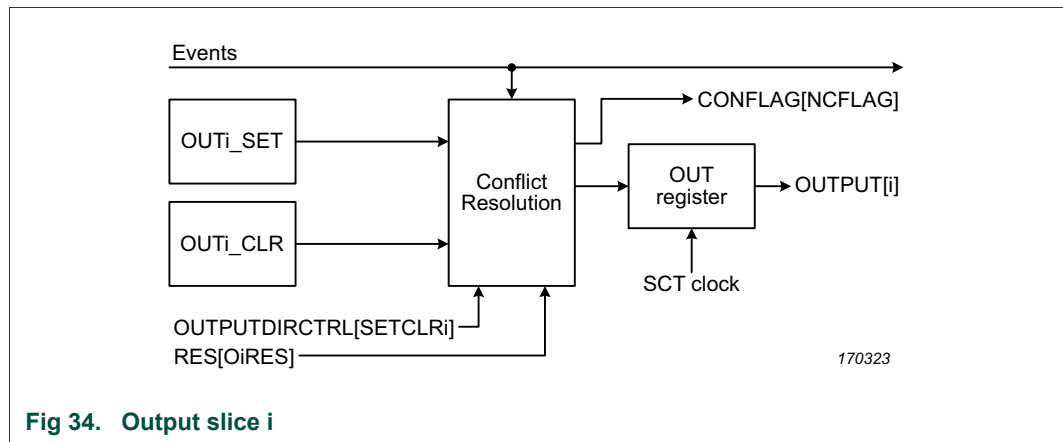 Events
OUTi_SET
OUTi_CLR
Conflict
Resolution
CONFLAG[NCFLAG]
OUT
register
OUTPUT[i]
SCT clock
OUTPUTDIRCTRL[SETCLRi]
RES[OiRES]
170323
Fig 34. Output slice i